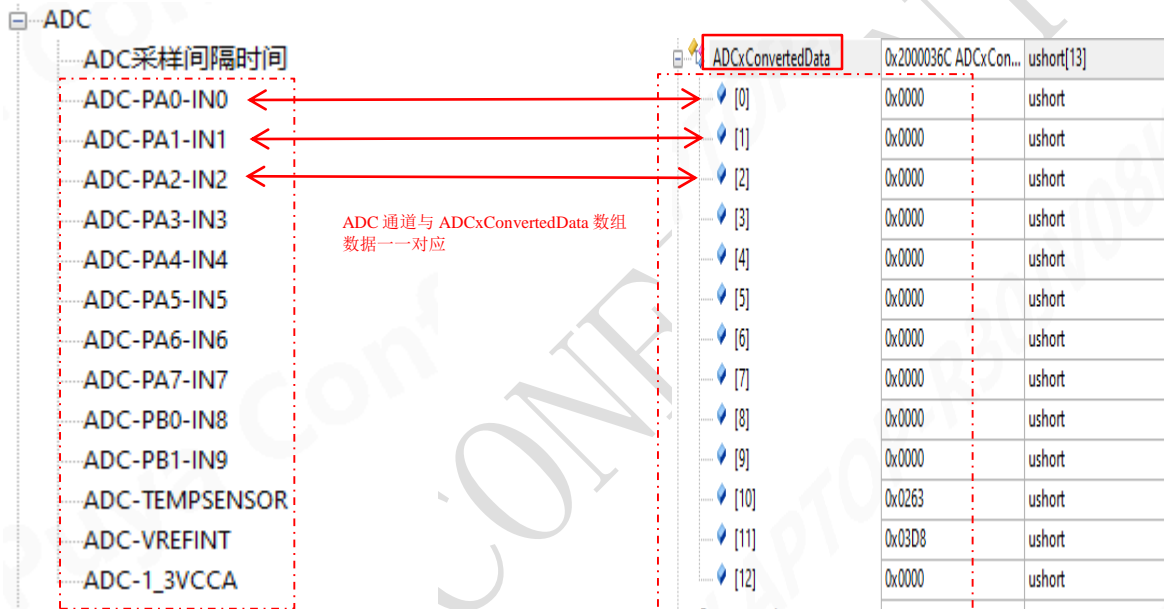 ADC
ADC采样间隔时间
ADC-PA0-IN0
ADC-PA1-IN1
ADC-PA2-IN2
ADC-PA3-IN3
ADC-PA4-IN4
ADC-PA5-IN5
ADC-PA6-IN6
ADC-PA7-IN7
ADC-PB0-IN8
ADC-PB1-IN9
ADC-TEMPSENSOR
ADC-VREFINT
ADC-1_3VCCA
ADC 通道与 ADCxConvertedData 数组
数据一一对应
ADCxConvertedData 0x2000036C ADCxCon... ushort[13]
[0] 0x0000 ushort
[1] 0x0000 ushort
[2] 0x0000 ushort
[3] 0x0000 ushort
[4] 0x0000 ushort
[5] 0x0000 ushort
[6] 0x0000 ushort
[7] 0x0000 ushort
[8] 0x0000 ushort
[9] 0x0000 ushort
[10] 0x0263 ushort
[11] 0x03D8 ushort
[12] 0x0000 ushort